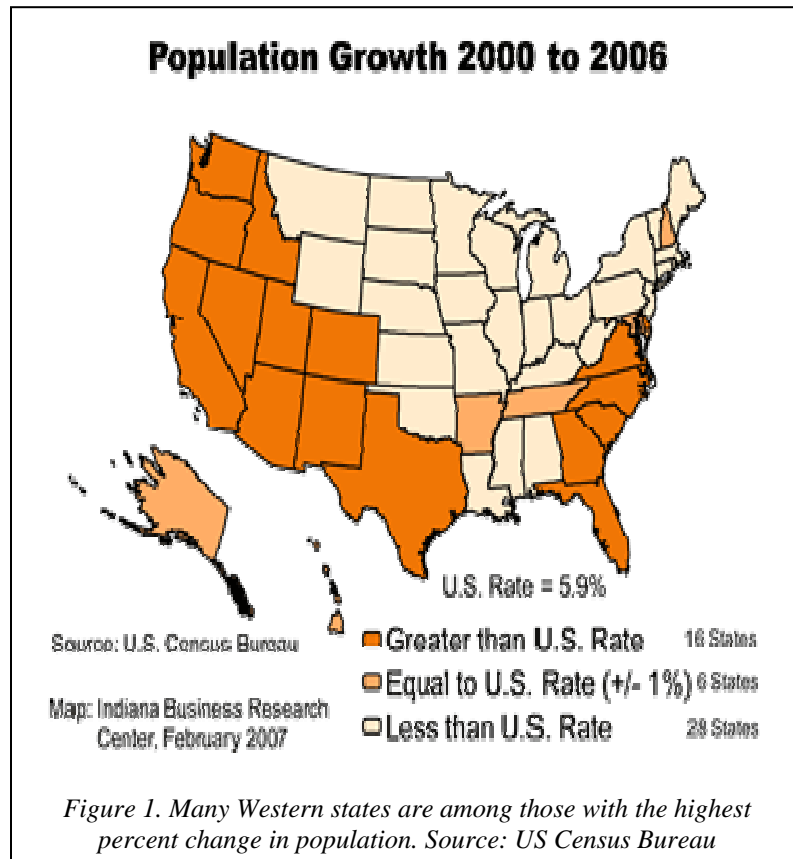 Population Growth 2000 to 2006
U.S. Rate = 5.9%
Source: U.S. Census Bureau
Greater than U.S. Rate 16 States
Equal to U.S. Rate (+/- 1%) 6 States
Less than U.S. Rate 28 States
Map: Indiana Business Research
Center, February 2007
Figure 1. Many Western states are among those with the highest
percent change in population. Source: US Census Bureau